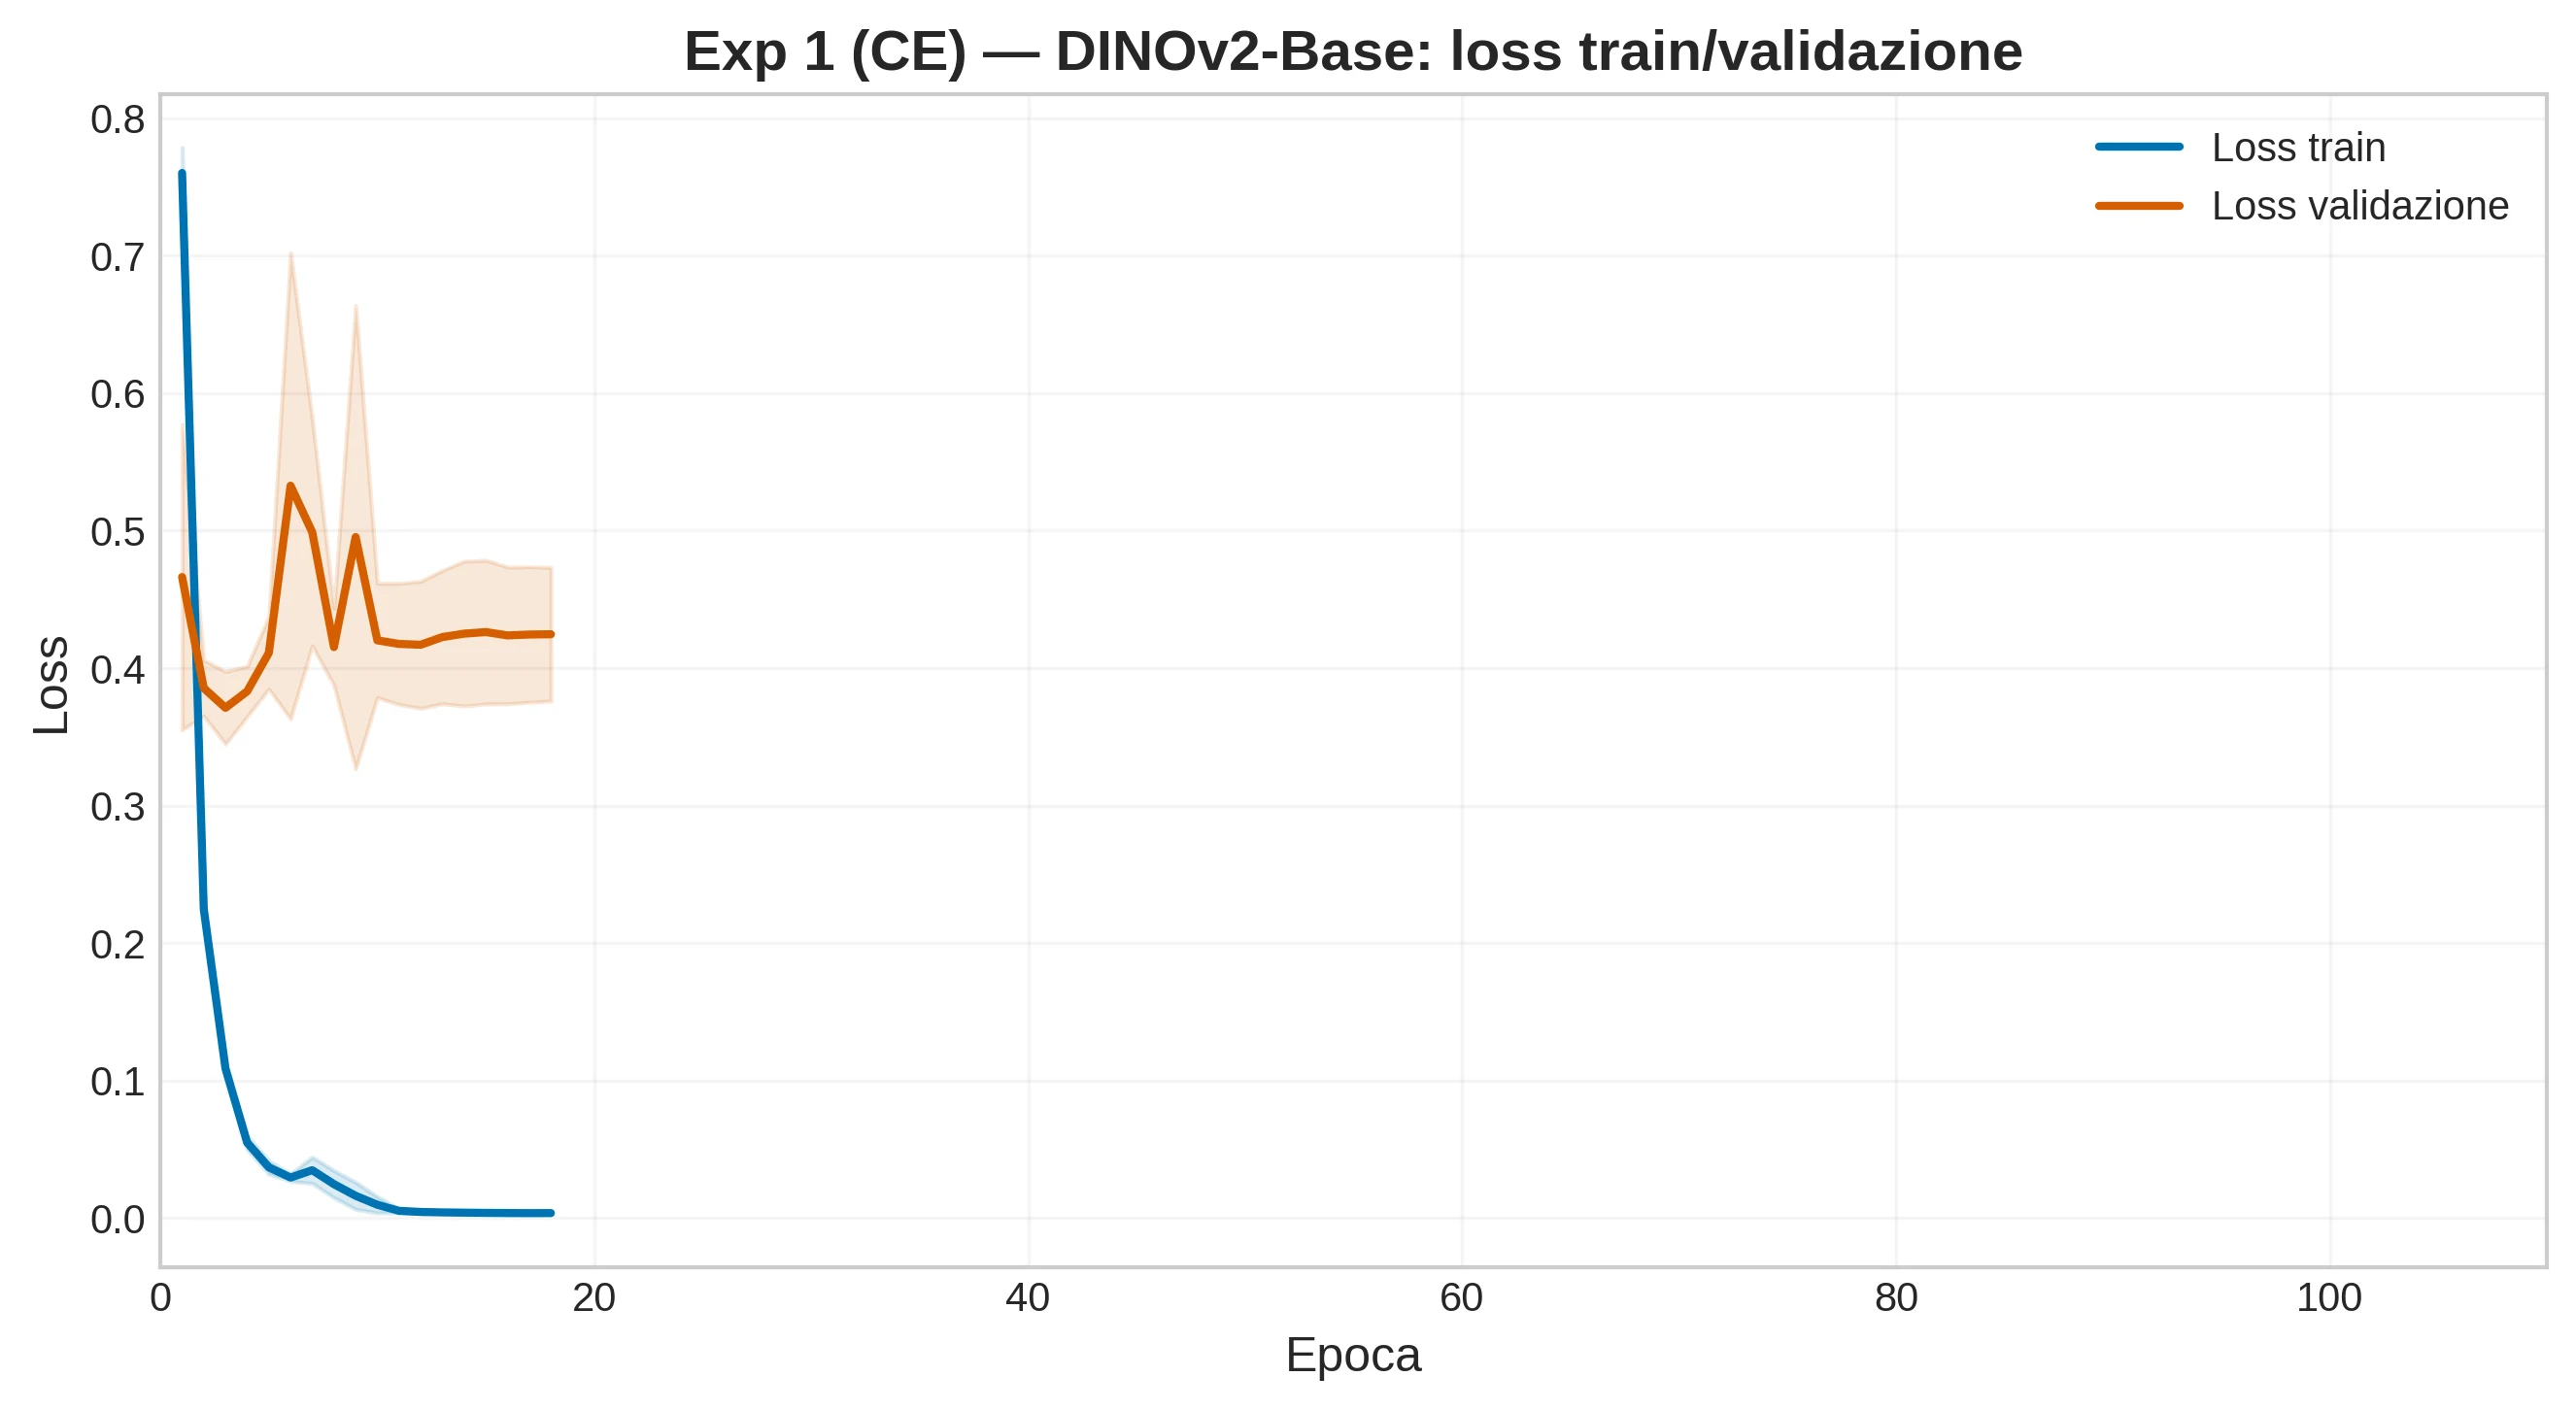 Exp 1 (CE) — DINOv2-Base: loss train/validazione
Loss train
Loss validazione
0.8
0.7
0.6
0.5
0.4
0.3
0.2
0.1
0.0
Loss
0 20 40 60 80 100
Epoca